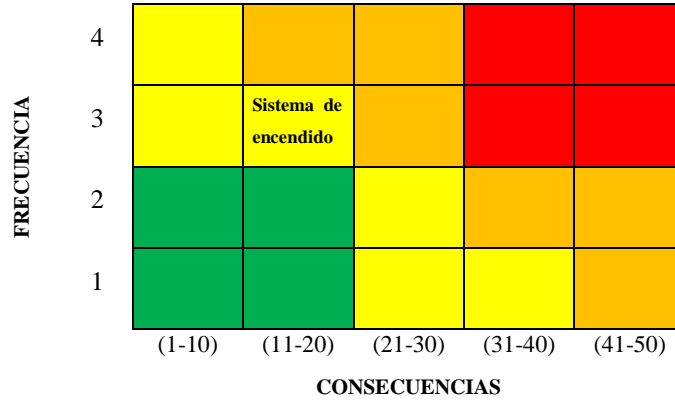 4
3
Sistema de
encendido
2
1
FRECUENCIA
(1-10) (11-20) (21-30) (31-40) (41-50)
CONSECUENCIAS